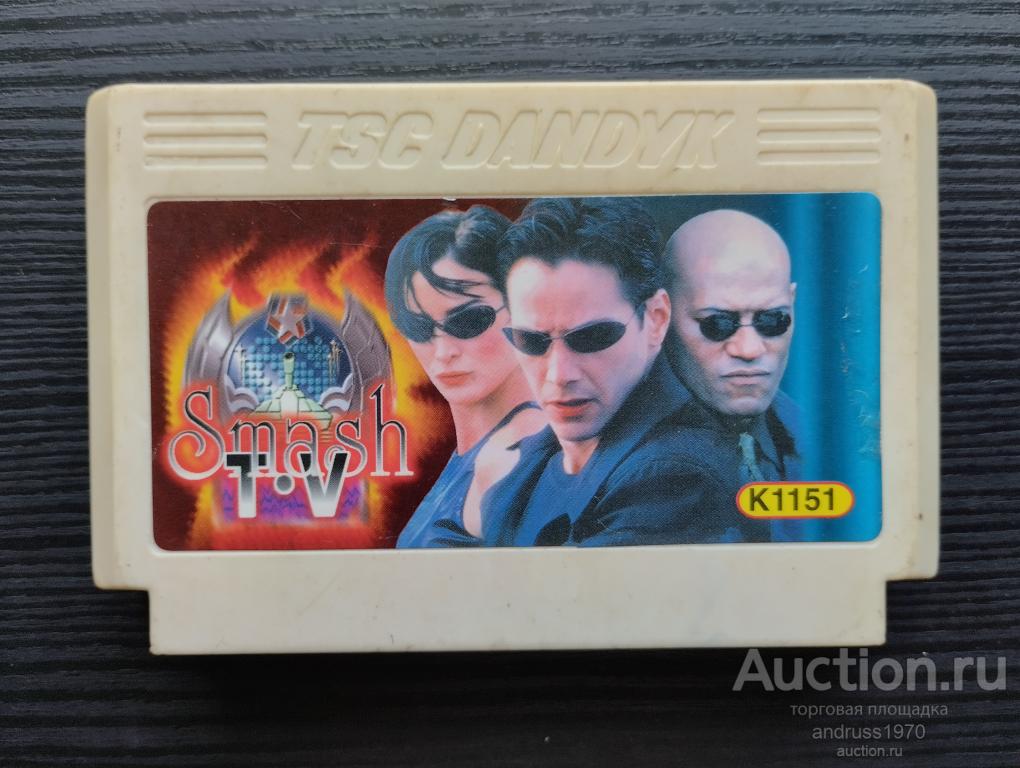 TSC DANDYK
Smash
T.V
K1151
Auction.ru
торговая площадка
andruss1970
auction.ru